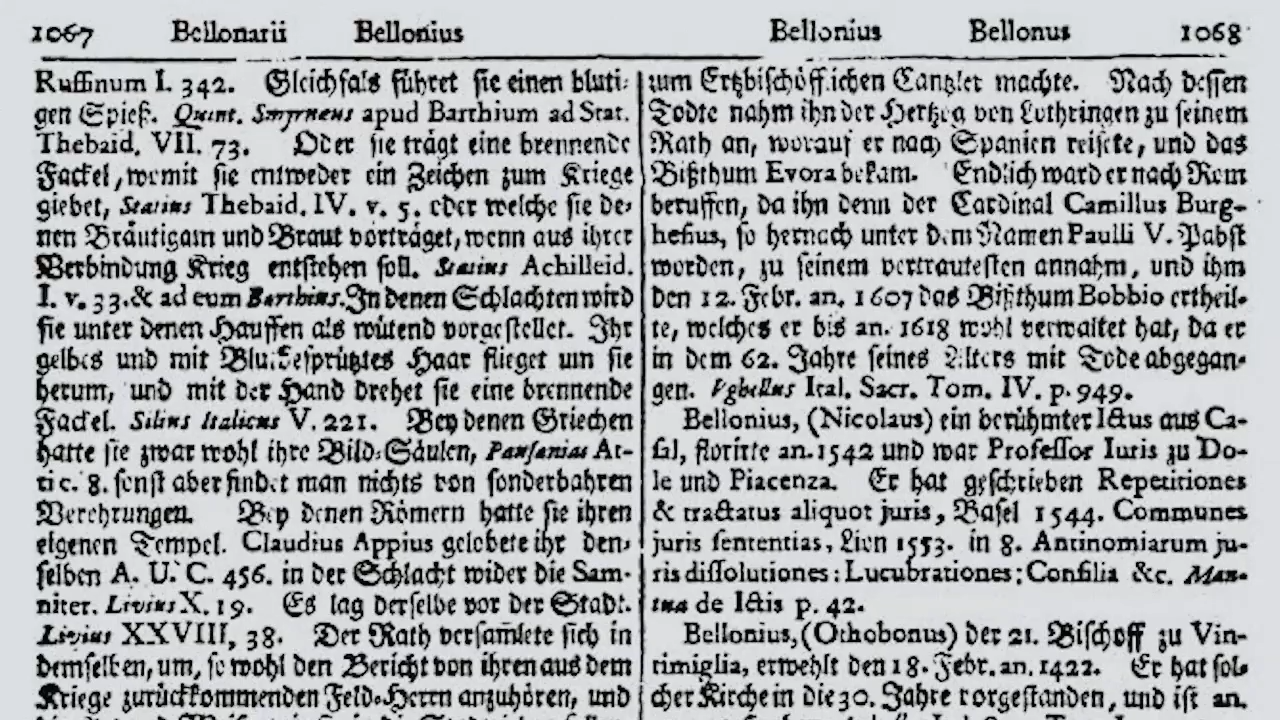 1067 Bellonarii Bellonius
Bellonius Bellonus 1068
Ruffinum I. 342. Gleichfals führet sie einen bluti-
gen Spieß. Quint. Smyrneus apud Barthium ad Stat.
Thebaid. VII. 73. Oder sie trägt eine brennende
Fackel, womit sie entweder ein Zeichen zum Kriege
giebet, Statius Thebaid. IV. v. 5. oder welche sie de-
nen Bräutigam und Braut vorträget, wenn aus ihrer
Verbindung Krieg entstehen soll. Statius Achilleid.
I. v. 33. & ad eum Barthius. In denen Schlachten wird
sie unter denen Hauffen als wütend vorgestellet. Ihr
gelbes und mit Blut besprütztes Haar flieget um sie
herum, und mit der Hand drehet sie eine brennende
Fackel. Silius Italicus V. 221. Bey denen Griechen
hatte sie zwar wohl ihre Bild-Säulen, Pausanias At-
tic. 8. sonst aber findet man nichts von sonderbahren
Verehrungen. Bey denen Römern hatte sie ihren
eigenen Tempel. Claudius Appius gelobete ihr den-
selben A. U. C. 456. in der Schlacht wider die Sam-
niter. Livius X. 19. Es lag derselbe vor der Stadt.
Livius XXVIII, 38. Der Rath versam̃lete sich in
demselben, um, so wohl den Bericht von ihren aus dem
Kriege zurückkommenden Feld-Herrn anzuhören, und
zum Ertzbischöfflichen Cantzler machte. Nach dessen
Todte nahm ihn der Hertzog von Lothringen zu seinem
Rath an, worauf er nach Spanien reisete, und das
Bißthum Evora bekam. Endlich ward er nach Rom
beruffen, da ihn denn der Cardinal Camillus Burg-
hesius, so hernach unter dem Namen Paulli V. Pabst
worden, zu seinem vertrautesten annahm, und ihm
den 12. Febr. an. 1607 das Bißthum Bobbio ertheil-
te, welches er bis an. 1618 wohl verwaltet hat, da er
in dem 62. Jahre seines Alters mit Tode abgegan-
gen. Vghellus Ital. Sacr. Tom. IV. p. 949.
Bellonius, (Nicolaus) ein berühmter Ictus aus Ca-
sal, florirte an. 1542 und war Professor Iuris zu Do-
le und Piacenza. Er hat geschrieben Repetitiones
& tractatus aliquot juris, Basel 1544. Communes
juris sententias, Lion 1553. in 8. Antinomiarum ju-
ris dissolutiones: Lucubrationes; Consilia &c. Man-
tua de Ictis p. 42.
Bellonius, (Othobonus) der 21. Bischoff zu Vin-
timiglia, erwehlt den 18. Febr. an. 1422. Er hat sol-
cher Kirche in die 30. Jahre vorgestanden, und ist an.